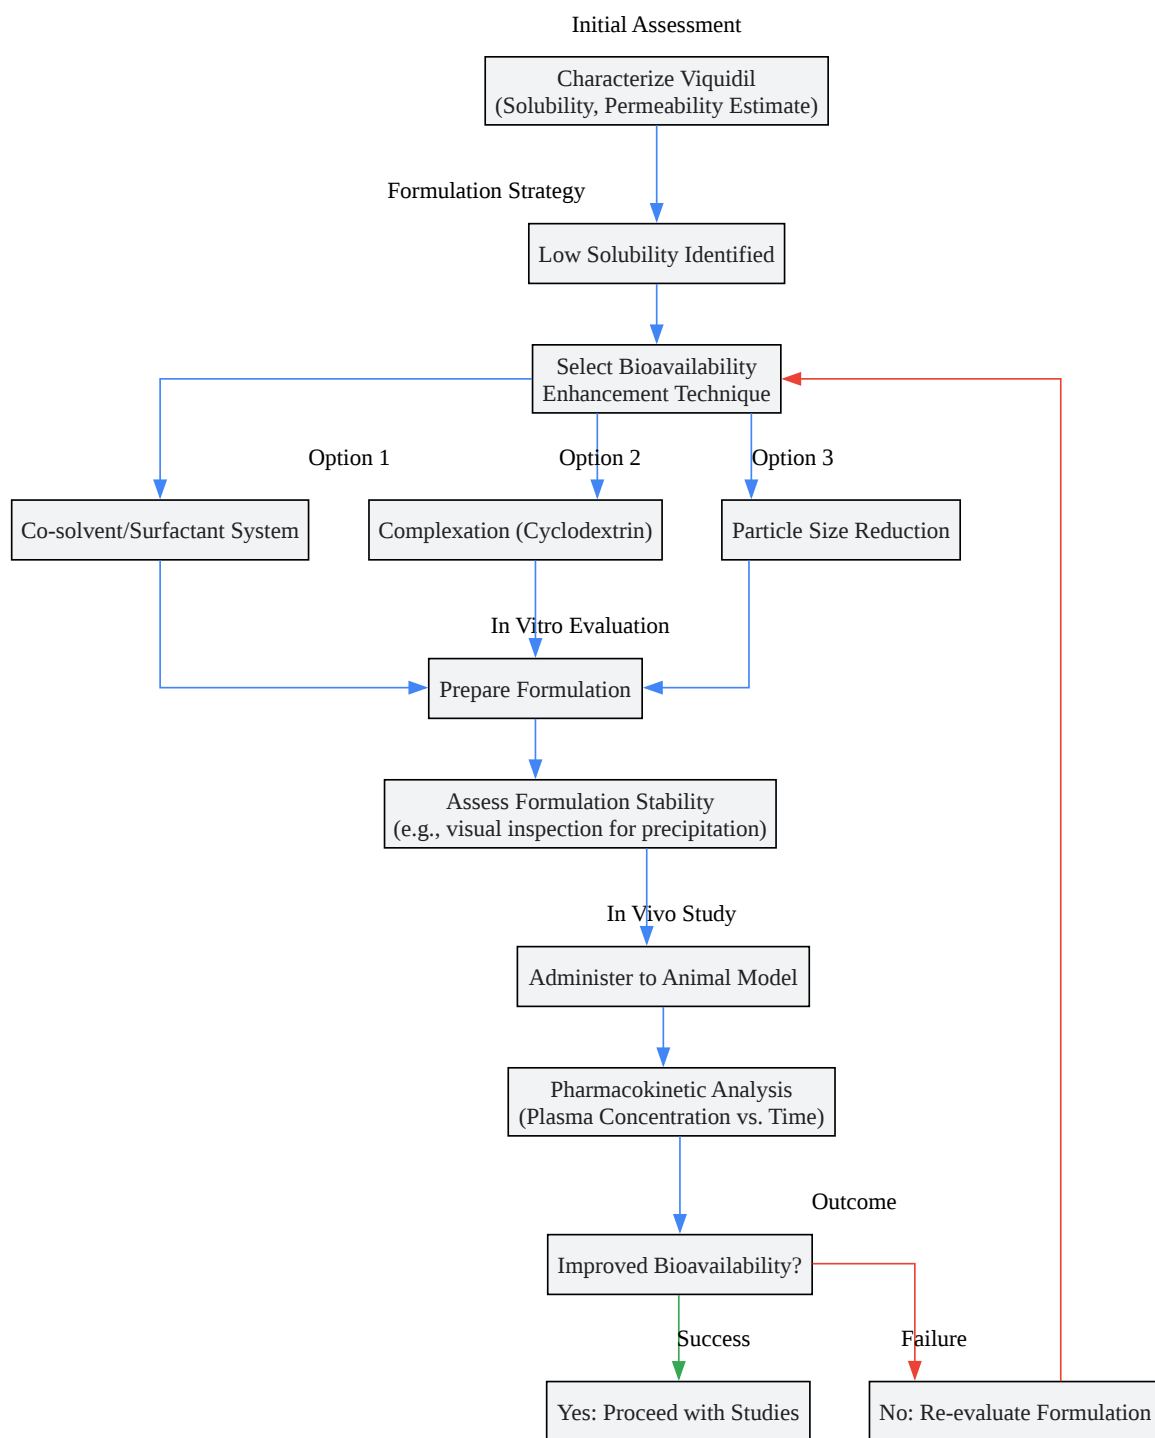 Initial Assessment
Characterize Viquidil
(Solubility, Permeability Estimate)
Formulation Strategy
Low Solubility Identified
Select Bioavailability
Enhancement Technique
Option 1
Option 2
Option 3
Co-solvent/Surfactant System
Complexation (Cyclodextrin)
Particle Size Reduction
In Vitro Evaluation
Prepare Formulation
Assess Formulation Stability
(e.g., visual inspection for precipitation)
In Vivo Study
Administer to Animal Model
Pharmacokinetic Analysis
(Plasma Concentration vs. Time)
Outcome
Improved Bioavailability?
Success
Failure
Yes: Proceed with Studies
No: Re-evaluate Formulation